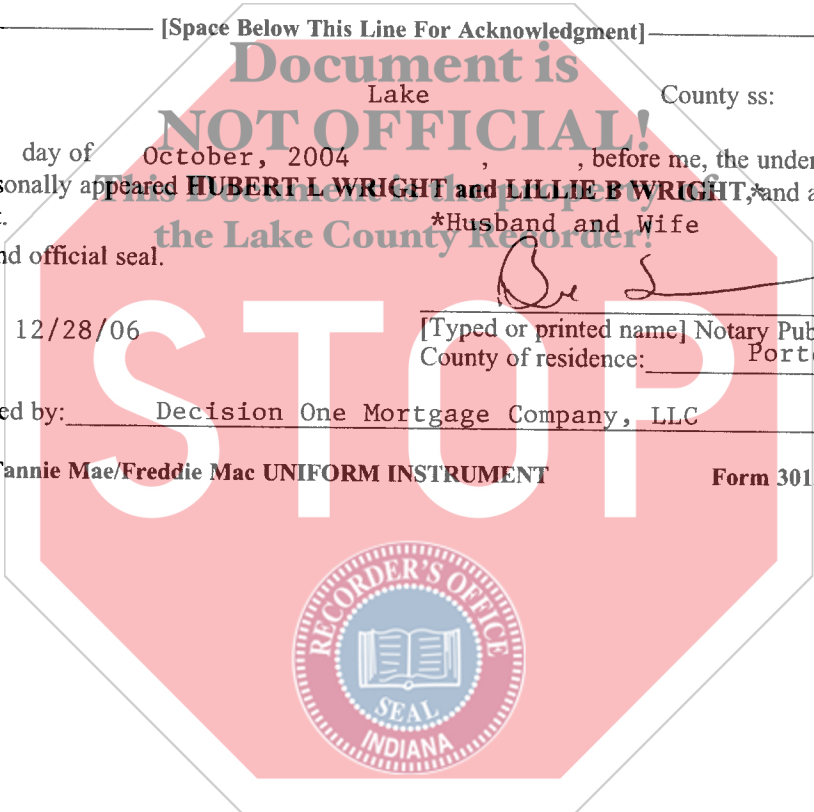 [Space Below This Line For Acknowledgment]
Document is
Lake County ss:
NOT OFFICIAL!
day of October, 2004 , , before me, the under
sonally appeared HUBERT L WRIGHT and LILLIE B WRIGHT,*and a
This Document is the property of
*Husband and Wife
the Lake County Recorder!
nd official seal.
12/28/06
[Typed or printed name] Notary Pub
County of residence: Port
ed by: Decision One Mortgage Company, LLC
annie Mae/Freddie Mac UNIFORM INSTRUMENT Form 301
STOP
RECORDER'S OFFICE
SEAL
INDIANA